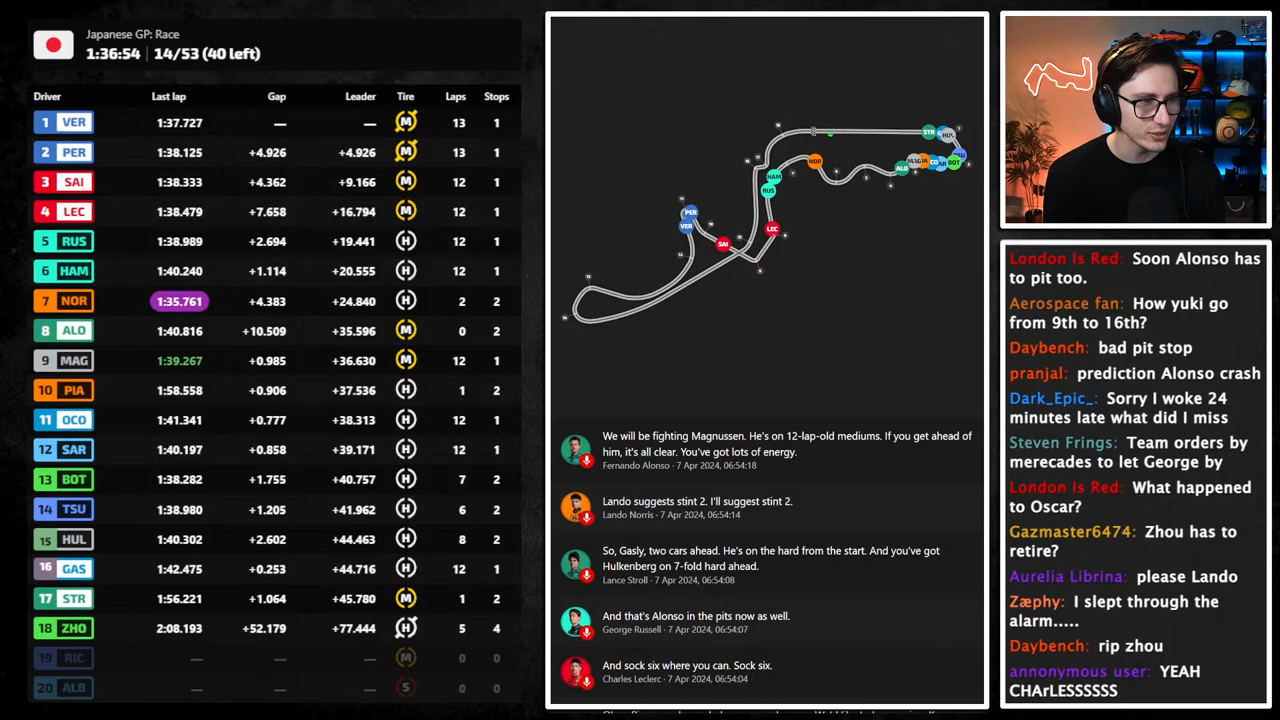 Japanese GP: Race
1:36:54 | 14/53 (40 left)
Driver Last lap Gap Leader Tire Laps Stops
1 VER 1:37.727 — — M 13 1
2 PER 1:38.125 +4.926 +4.926 M 13 1
3 SAI 1:38.333 +4.362 +9.166 M 12 1
4 LEC 1:38.479 +7.658 +16.794 M 12 1
5 RUS 1:38.989 +2.694 +19.441 H 12 1
6 HAM 1:40.240 +1.114 +20.555 H 12 1
7 NOR 1:35.761 +4.383 +24.840 H 2 2
8 ALO 1:40.816 +10.509 +35.596 M 0 2
9 MAG 1:39.267 +0.985 +36.630 M 12 1
10 PIA 1:58.558 +0.906 +37.536 H 1 2
11 OCO 1:41.341 +0.777 +38.313 H 12 1
12 SAR 1:40.197 +0.858 +39.171 H 12 1
13 BOT 1:38.282 +1.755 +40.757 H 7 2
14 TSU 1:38.980 +1.205 +41.962 H 6 2
15 HUL 1:40.302 +2.602 +44.463 H 8 2
16 GAS 1:42.475 +0.253 +44.716 H 12 1
17 STR 1:56.221 +1.064 +45.780 M 1 2
18 ZHO 2:08.193 +52.179 +77.444 H 5 4
19 RIC — — — M 0 0
20 ALB — — — S 0 0
STR HUL
TSU
NOR ALO MAG CO AR BOT
HAM
RUS
PER
VER
LEC
SAI
We will be fighting Magnussen. He's on 12-lap-old mediums. If you get ahead of
him, it's all clear. You've got lots of energy.
Fernando Alonso · 7 Apr 2024, 06:54:18
Lando suggests stint 2. I'll suggest stint 2.
Lando Norris · 7 Apr 2024, 06:54:14
So, Gasly, two cars ahead. He's on the hard from the start. And you've got
Hulkenberg on 7-fold hard ahead.
Lance Stroll · 7 Apr 2024, 06:54:08
And that's Alonso in the pits now as well.
George Russell · 7 Apr 2024, 06:54:07
And sock six where you can. Sock six.
Charles Leclerc · 7 Apr 2024, 06:54:04
London Is Red: Soon Alonso has
to pit too.
Aerospace fan: How yuki go
from 9th to 16th?
Daybench: bad pit stop
pranjal: prediction Alonso crash
Dark_Epic_: Sorry I woke 24
minutes late what did I miss
Steven Frings: Team orders by
merecades to let George by
London Is Red: What happened
to Oscar?
Gazmaster6474: Zhou has to
retire?
Aurelia Librina: please Lando
Zæphy: I slept through the
alarm.....
Daybench: rip zhou
annonymous user: YEAH
CHArLESSSSSS